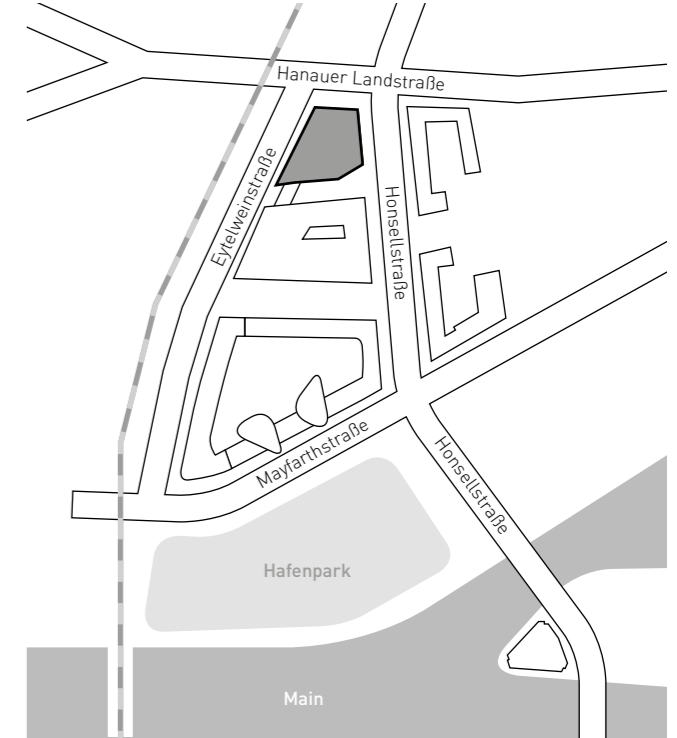 Hanauer Landstraße
Eytelweinstraße
Honsellstraße
Mayfarthstraße
Honsellstraße
Hafenpark
Main